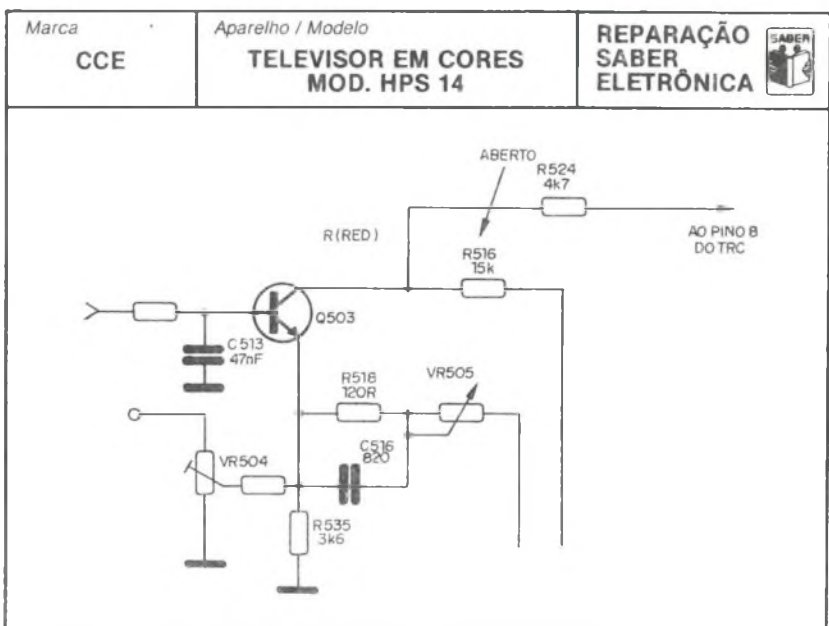 Marca
CCE
Aparelho / Modelo
TELEVISOR EM CORES
MOD. HPS 14
REPARAÇÃO
SABER
ELETRÔNICA
SABER
ABERTO
R524
4k7
R(RED)
AO PINO 8
DO TRC
R516
15k
Q503
C513
47nF
R518
120R
VR505
C516
820
VR504
R535
3k6